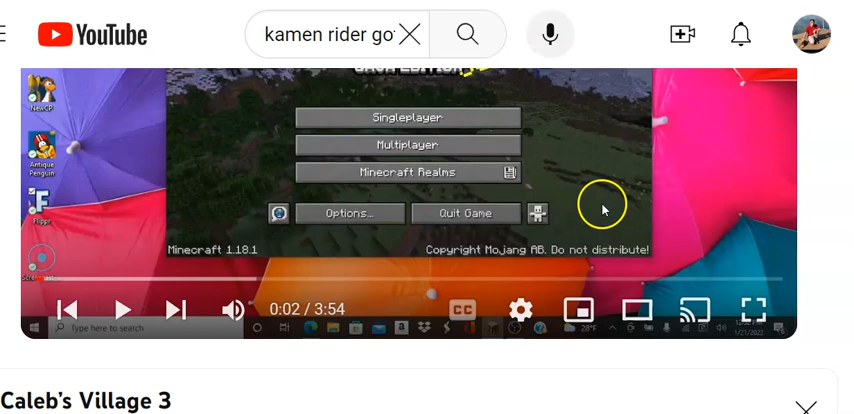 YouTube
kamen rider go
NewCP
Singleplayer
Multiplayer
Antique
Penguin
Minecraft Realms
Flippr
Options...
Quit Game
Minecraft 1.18.1
Copyright Mojang AB. Do not distribute!
0:02 / 3:54
CC
Type here to search
28°F
1/21/2022
Caleb's Village 3